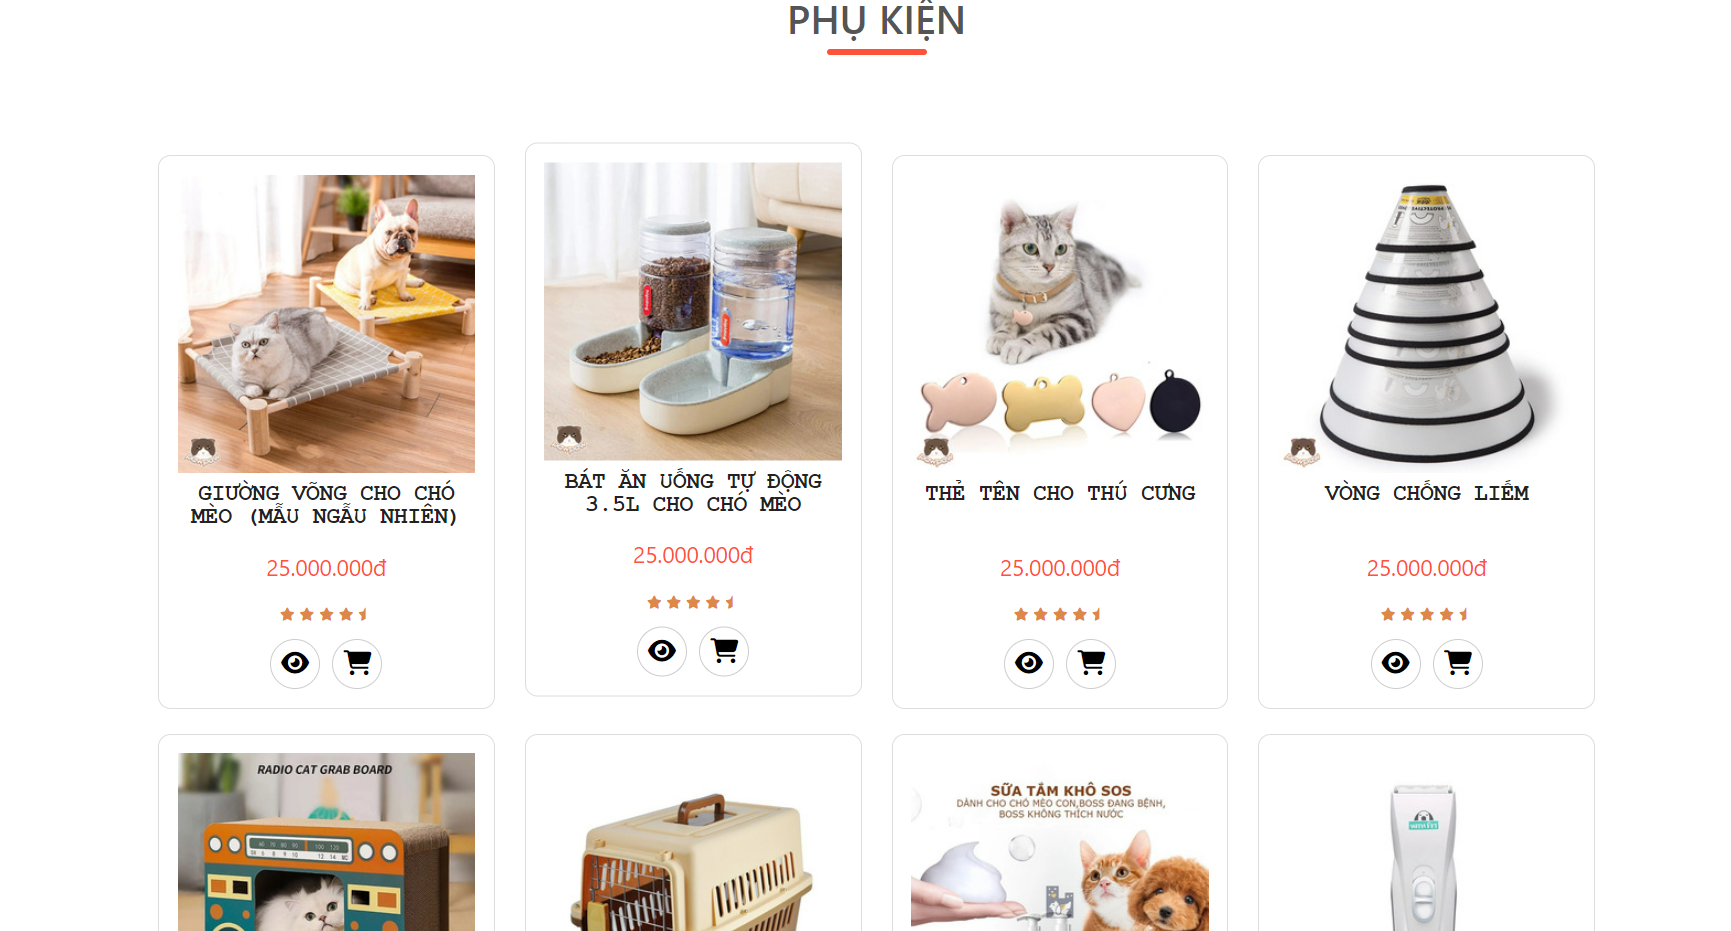 PHỤ KIỆN
GIƯỜNG VÕNG CHO CHÓ
MÈO (MẪU NGẪU NHIÊN)
25.000.000đ
BÁT ĂN UỐNG TỰ ĐỘNG
3.5L CHO CHÓ MÈO
25.000.000đ
THẺ TÊN CHO THÚ CƯNG
25.000.000đ
VÒNG CHỐNG LIẾM
25.000.000đ
RADIO CAT GRAB BOARD
SỮA TẮM KHÔ SOS
DÀNH CHO CHÓ MÈO CON,BOSS ĐANG BỆNH,
BOSS KHÔNG THÍCH NƯỚC